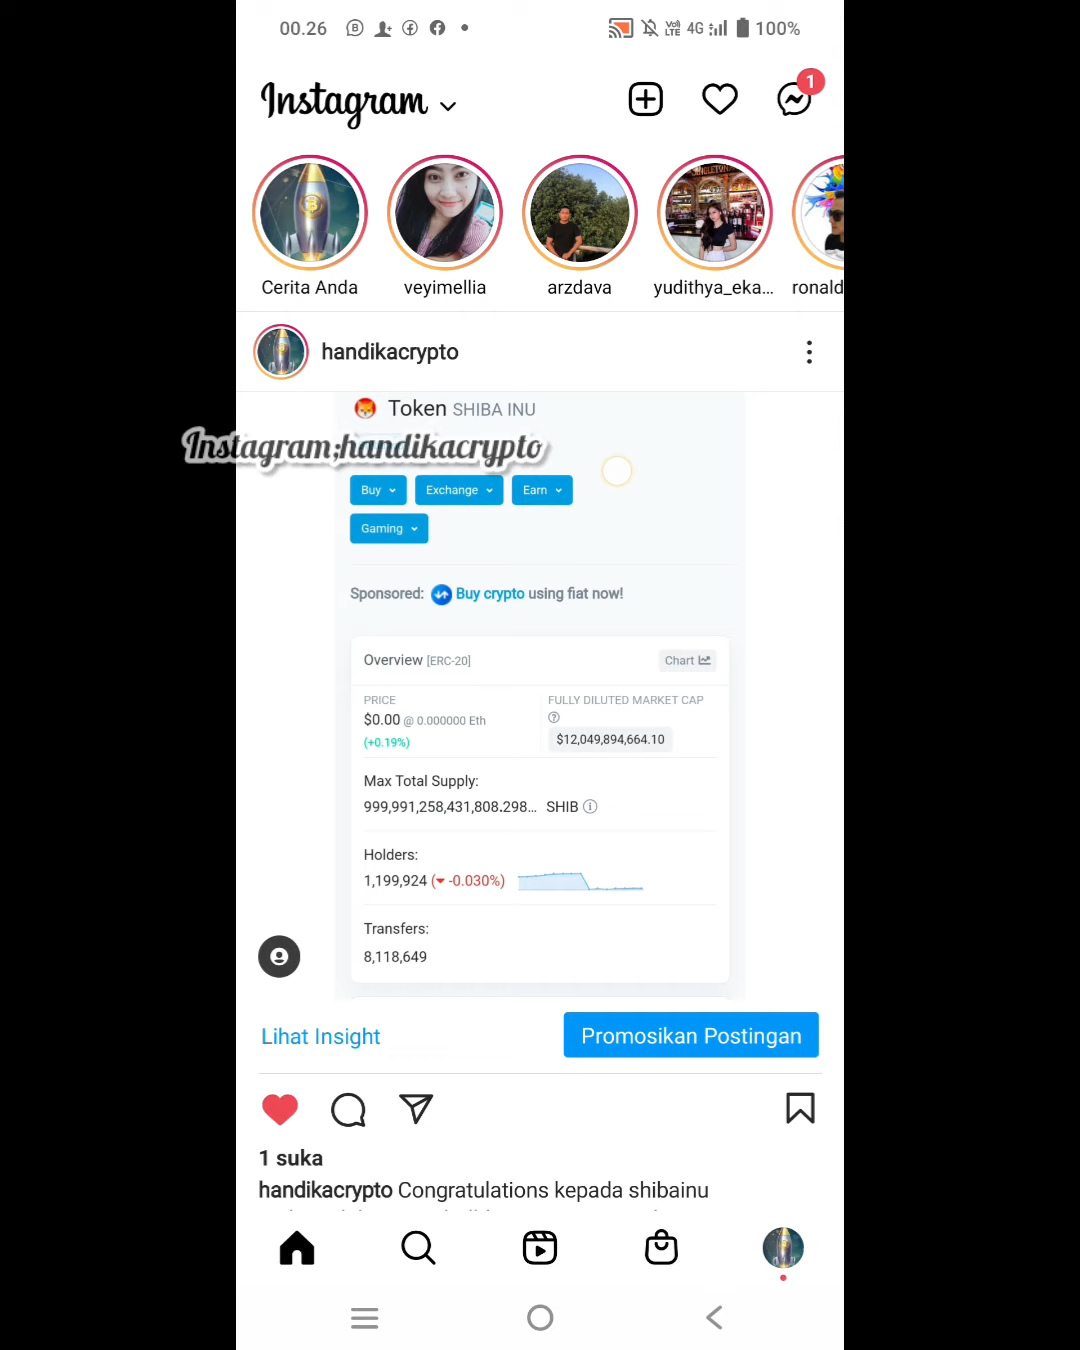 00.26
4G 100%
Instagram
1
Cerita Anda veyimellia arzdava yudithya_eka... ronald
handikacrypto
Token SHIBA INU
Instagram;handikacrypto
Buy Exchange Earn
Gaming
Sponsored: Buy crypto using fiat now!
Overview [ERC-20] Chart
PRICE FULLY DILUTED MARKET CAP
$0.00 @ 0.000000 Eth
(+0.19%) $12,049,894,664.10
Max Total Supply:
999,991,258,431,808.298... SHIB
Holders:
1,199,924 (-0.030%)
Transfers:
8,118,649
Lihat Insight Promosikan Postingan
1 suka
handikacrypto Congratulations kepada shibainu